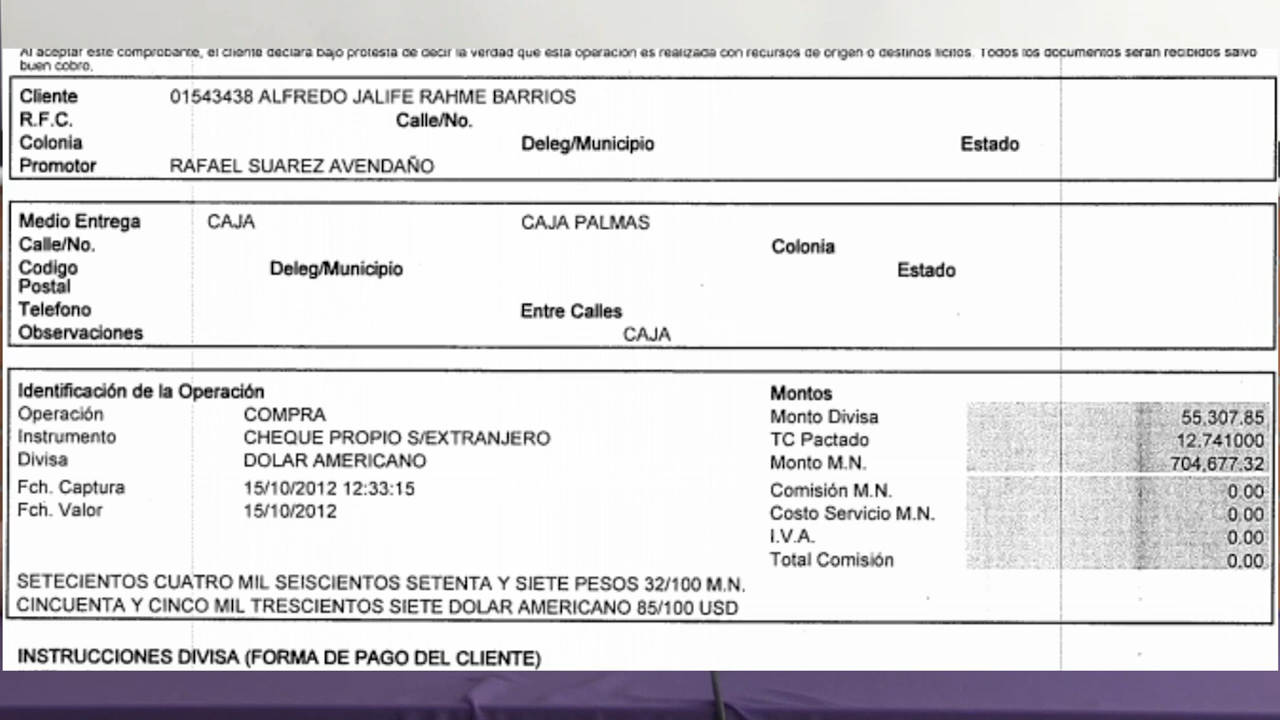 Al aceptar este comprobante, el cliente declara bajo protesta de decir la verdad que esta operación es realizada con recursos de origen o destinos lícitos. Todos los documentos serán recibidos salvo
buen cobro.
Cliente 01543438 ALFREDO JALIFE RAHME BARRIOS
R.F.C. Calle/No.
Colonia Deleg/Municipio Estado
Promotor RAFAEL SUAREZ AVENDAÑO
Medio Entrega CAJA CAJA PALMAS
Calle/No. Colonia
Codigo Deleg/Municipio Estado
Postal
Telefono Entre Calles
Observaciones CAJA
Identificación de la Operación Montos
Operación COMPRA Monto Divisa 55,307.85
Instrumento CHEQUE PROPIO S/EXTRANJERO TC Pactado 12.741000
Divisa DOLAR AMERICANO Monto M.N. 704,677.32
Fch. Captura 15/10/2012 12:33:15 Comisión M.N. 0.00
Fch. Valor 15/10/2012 Costo Servicio M.N. 0.00
I.V.A. 0.00
Total Comisión 0.00
SETECIENTOS CUATRO MIL SEISCIENTOS SETENTA Y SIETE PESOS 32/100 M.N.
CINCUENTA Y CINCO MIL TRESCIENTOS SIETE DOLAR AMERICANO 85/100 USD
INSTRUCCIONES DIVISA (FORMA DE PAGO DEL CLIENTE)